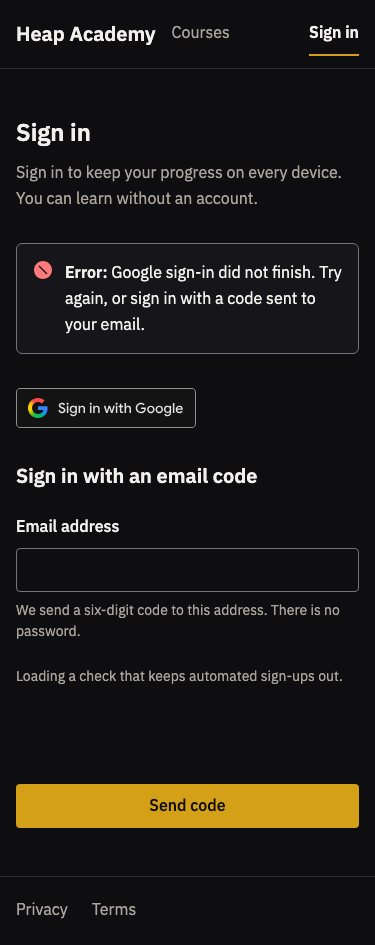 Heap Academy Courses Sign in
Sign in
Sign in to keep your progress on every device.
You can learn without an account.
Error: Google sign-in did not finish. Try
again, or sign in with a code sent to
your email.
Sign in with Google
Sign in with an email code
Email address
We send a six-digit code to this address. There is no
password.
Loading a check that keeps automated sign-ups out.
Send code
Privacy Terms